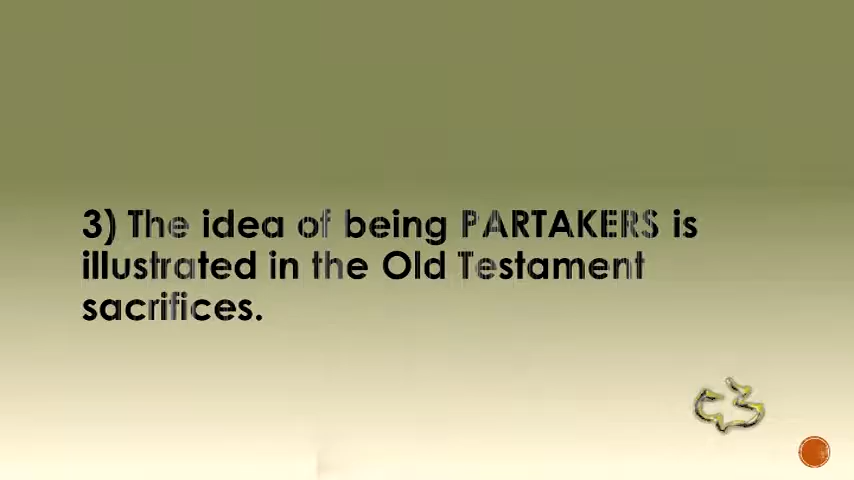 3) The idea of being PARTAKERS is
illustrated in the Old Testament
sacrifices.